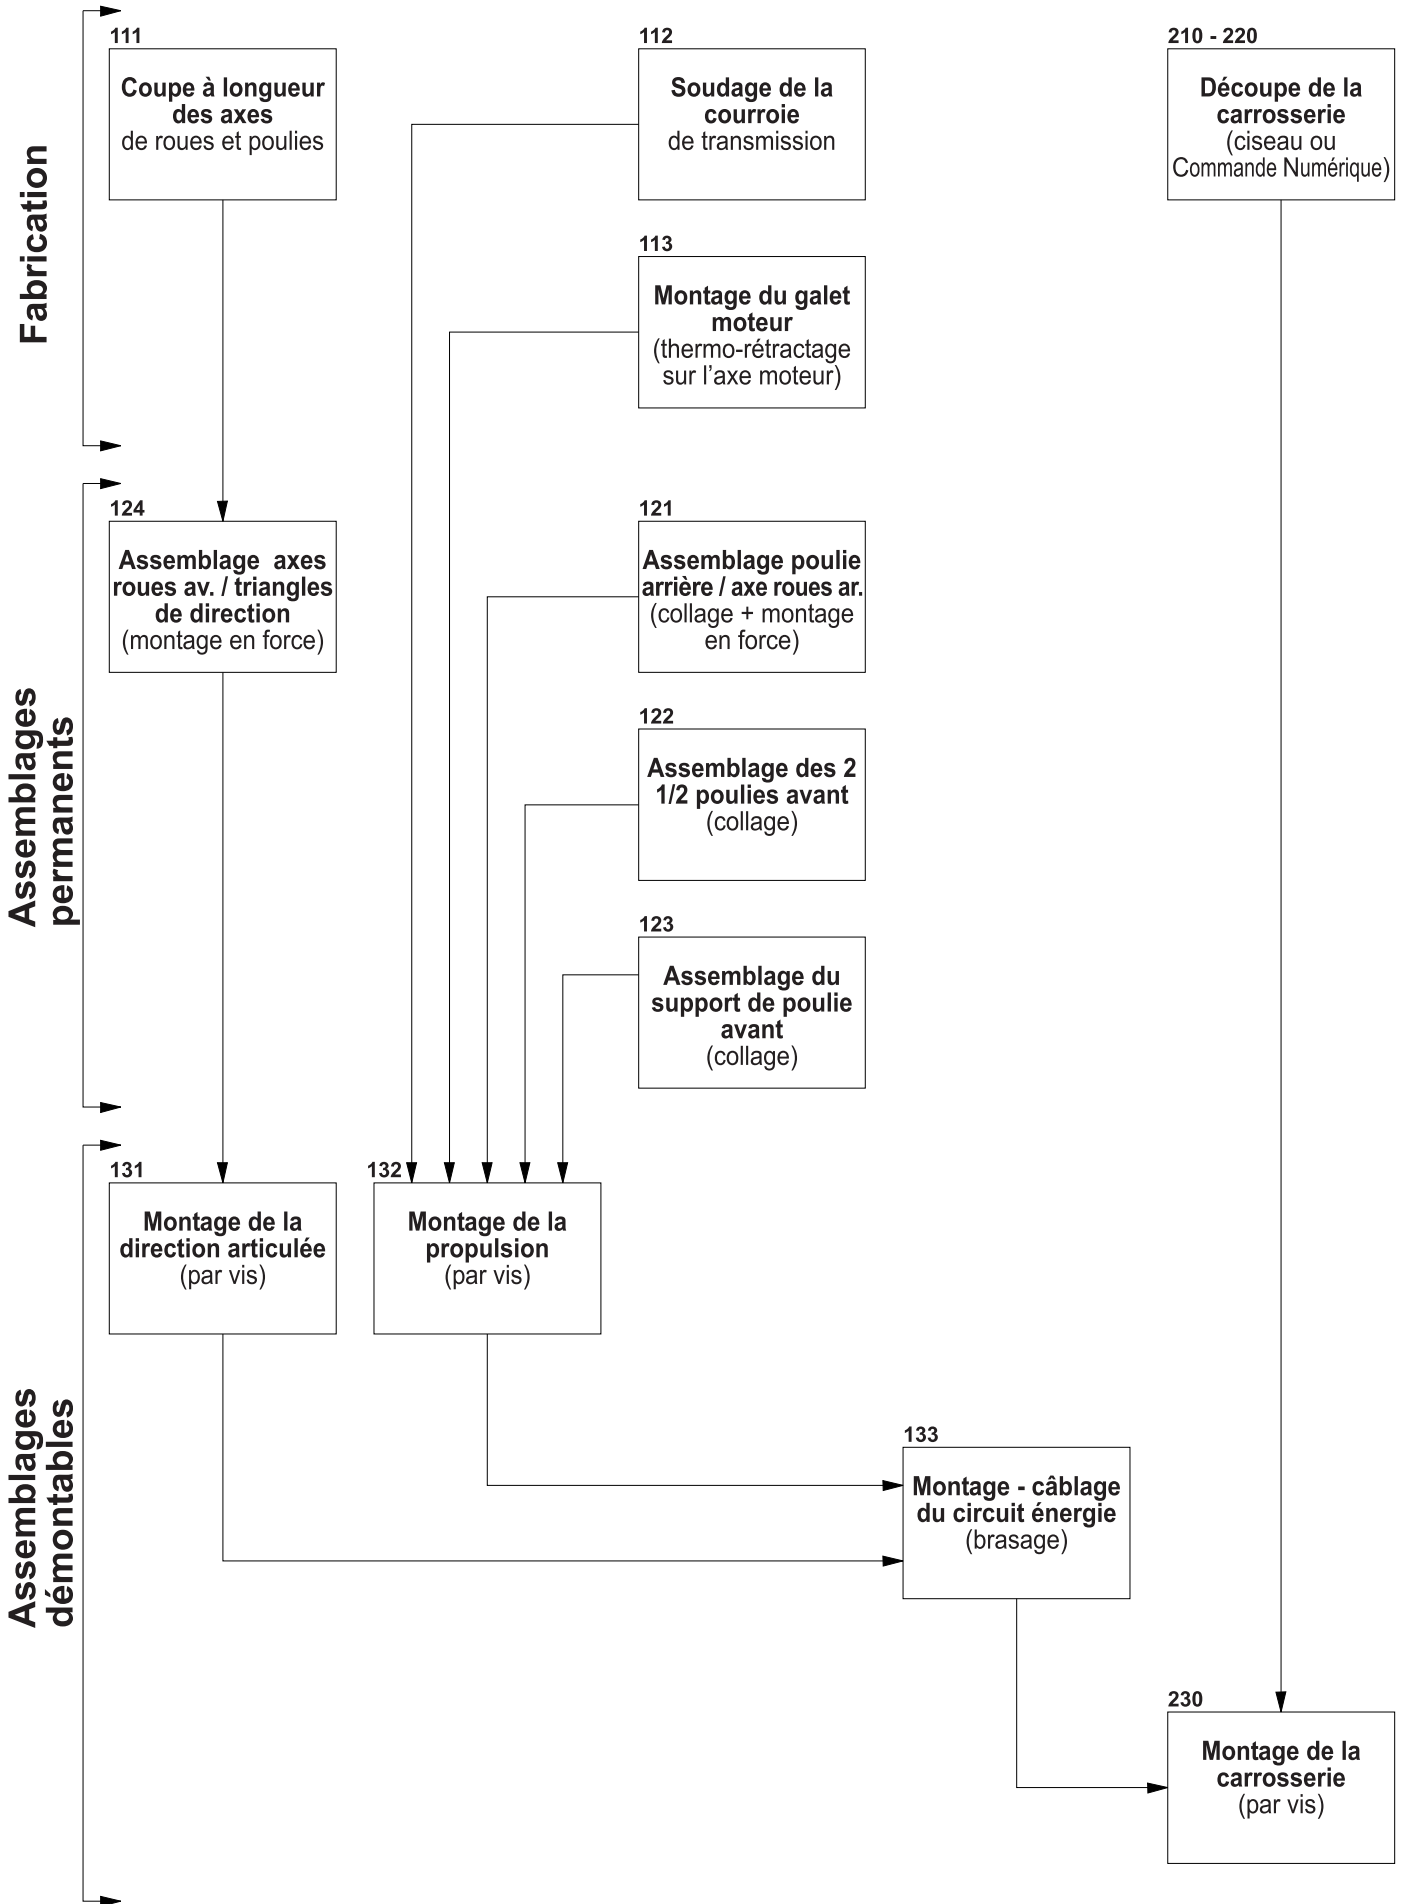 Fabrication
111
Coupe à longueur
des axes
de roues et poulies
112
Soudage de la
courroie
de transmission
210 - 220
Découpe de la
carrosserie
(ciseau ou
Commande Numérique)
113
Montage du galet
moteur
(thermo-rétractage
sur l’axe moteur)
Assemblages
permanents
124
Assemblage axes
roues av. / triangles
de direction
(montage en force)
121
Assemblage poulie
arrière / axe roues ar.
(collage + montage
en force)
122
Assemblage des 2
1/2 poulies avant
(collage)
123
Assemblage du
support de poulie
avant
(collage)
Assemblages
démontables
131
Montage de la
direction articulée
(par vis)
132
Montage de la
propulsion
(par vis)
133
Montage - câblage
du circuit énergie
(brasage)
230
Montage de la
carrosserie
(par vis)